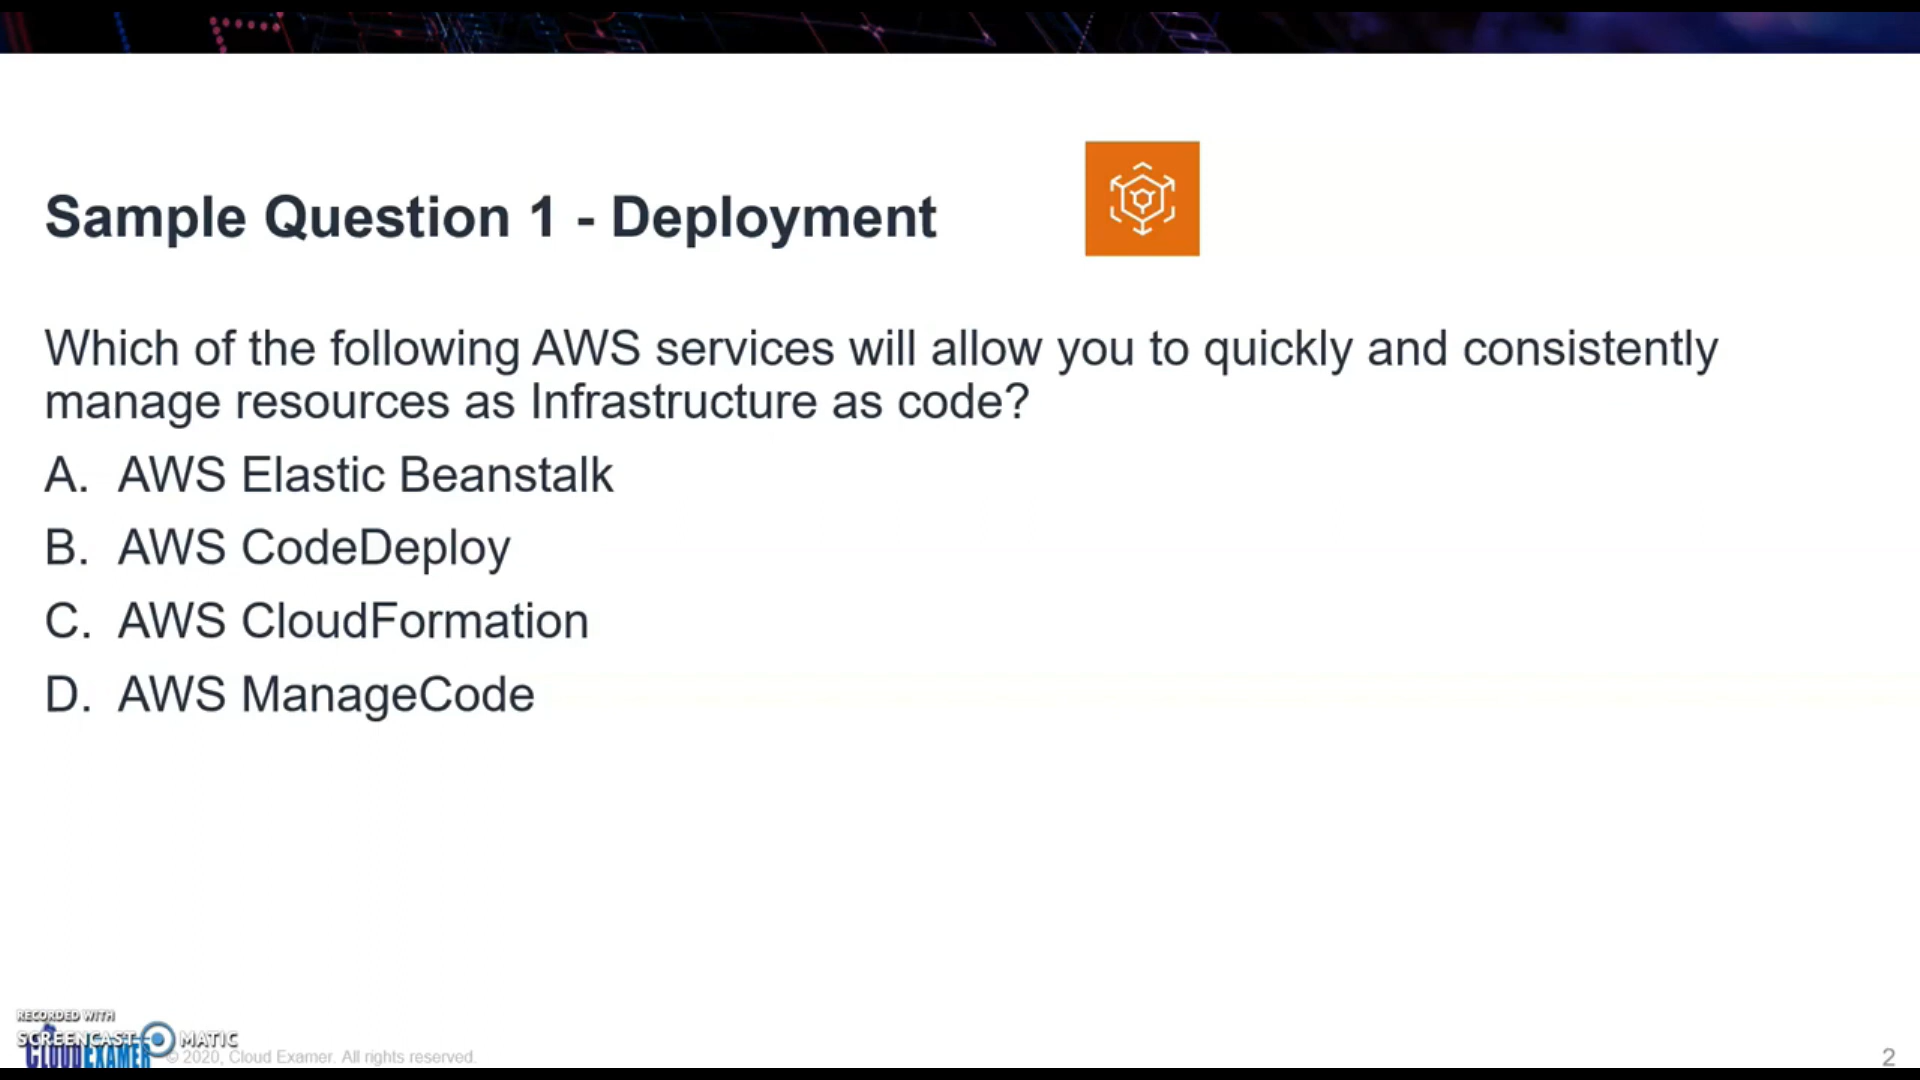 Sample Question 1 - Deployment
Which of the following AWS services will allow you to quickly and consistently
manage resources as Infrastructure as code?
A. AWS Elastic Beanstalk
B. AWS CodeDeploy
C. AWS CloudFormation
D. AWS ManageCode
RECORDED WITH
SCREENCAST MATIC
CLOUD EXAMER © 2020, Cloud Examer. All rights reserved.
2